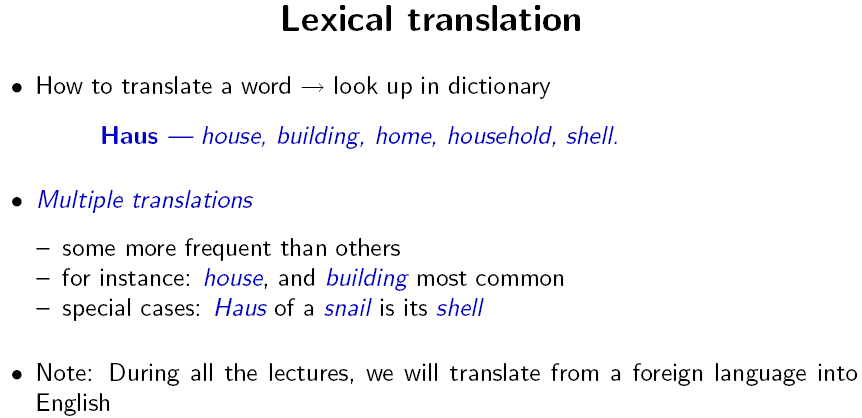 Lexical translation
• How to translate a word → look up in dictionary
Haus — house, building, home, household, shell.
• Multiple translations
– some more frequent than others
– for instance: house, and building most common
– special cases: Haus of a snail is its shell
• Note: During all the lectures, we will translate from a foreign language into
English